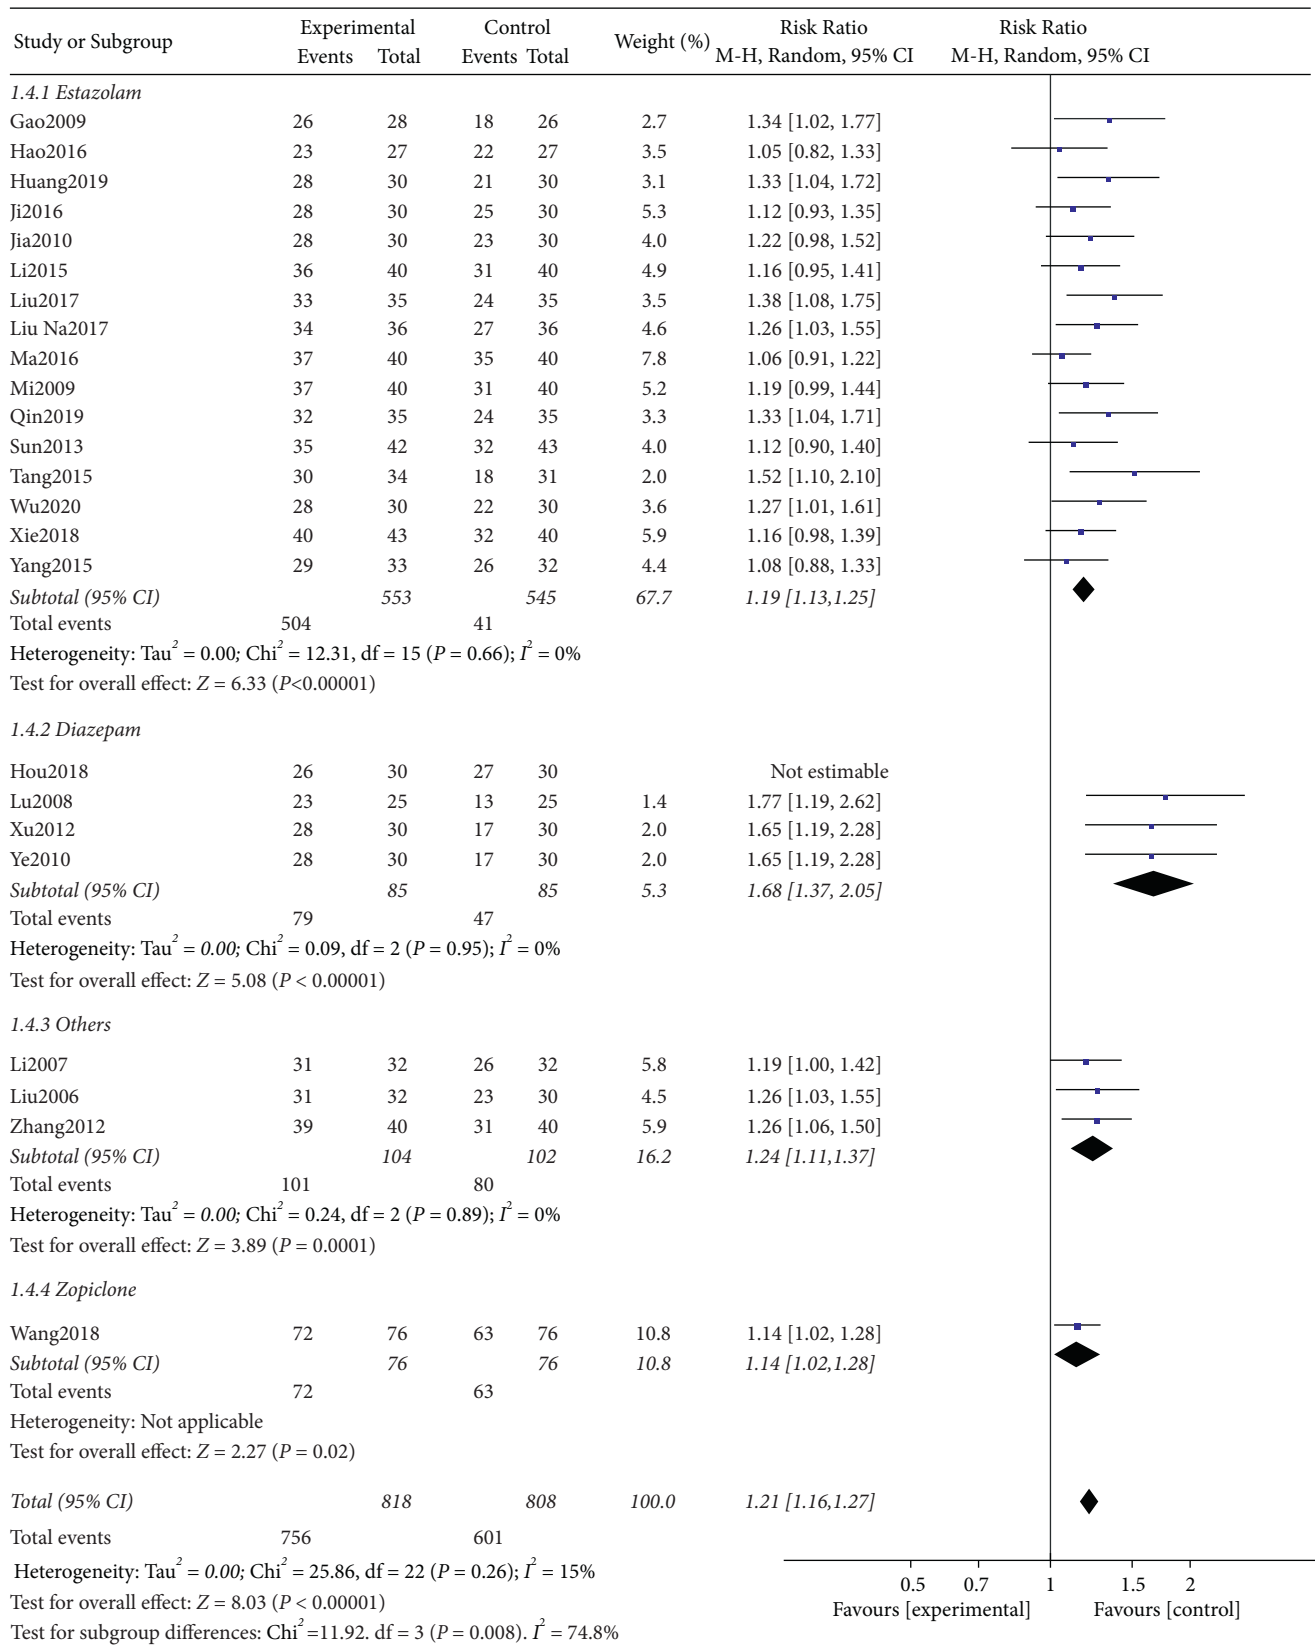 Study or Subgroup Experimental Control Weight (%) Risk Ratio Risk Ratio
Events Total Events Total M-H, Random, 95% CI M-H, Random, 95% CI
1.4.1 Estazolam
Gao2009 26 28 18 26 2.7 1.34 [1.02, 1.77]
Hao2016 23 27 22 27 3.5 1.05 [0.82, 1.33]
Huang2019 28 30 21 30 3.1 1.33 [1.04, 1.72]
Ji2016 28 30 25 30 5.3 1.12 [0.93, 1.35]
Jia2010 28 30 23 30 4.0 1.22 [0.98, 1.52]
Li2015 36 40 31 40 4.9 1.16 [0.95, 1.41]
Liu2017 33 35 24 35 3.5 1.38 [1.08, 1.75]
Liu Na2017 34 36 27 36 4.6 1.26 [1.03, 1.55]
Ma2016 37 40 35 40 7.8 1.06 [0.91, 1.22]
Mi2009 37 40 31 40 5.2 1.19 [0.99, 1.44]
Qin2019 32 35 24 35 3.3 1.33 [1.04, 1.71]
Sun2013 35 42 32 43 4.0 1.12 [0.90, 1.40]
Tang2015 30 34 18 31 2.0 1.52 [1.10, 2.10]
Wu2020 28 30 22 30 3.6 1.27 [1.01, 1.61]
Xie2018 40 43 32 40 5.9 1.16 [0.98, 1.39]
Yang2015 29 33 26 32 4.4 1.08 [0.88, 1.33]
Subtotal (95% CI) 553 545 67.7 1.19 [1.13,1.25]
Total events 504 41
Heterogeneity: Tau² = 0.00; Chi² = 12.31, df = 15 (P = 0.66); I² = 0%
Test for overall effect: Z = 6.33 (P<0.00001)
1.4.2 Diazepam
Hou2018 26 30 27 30 Not estimable
Lu2008 23 25 13 25 1.4 1.77 [1.19, 2.62]
Xu2012 28 30 17 30 2.0 1.65 [1.19, 2.28]
Ye2010 28 30 17 30 2.0 1.65 [1.19, 2.28]
Subtotal (95% CI) 85 85 5.3 1.68 [1.37, 2.05]
Total events 79 47
Heterogeneity: Tau² = 0.00; Chi² = 0.09, df = 2 (P = 0.95); I² = 0%
Test for overall effect: Z = 5.08 (P < 0.00001)
1.4.3 Others
Li2007 31 32 26 32 5.8 1.19 [1.00, 1.42]
Liu2006 31 32 23 30 4.5 1.26 [1.03, 1.55]
Zhang2012 39 40 31 40 5.9 1.26 [1.06, 1.50]
Subtotal (95% CI) 104 102 16.2 1.24 [1.11,1.37]
Total events 101 80
Heterogeneity: Tau² = 0.00; Chi² = 0.24, df = 2 (P = 0.89); I² = 0%
Test for overall effect: Z = 3.89 (P = 0.0001)
1.4.4 Zopiclone
Wang2018 72 76 63 76 10.8 1.14 [1.02, 1.28]
Subtotal (95% CI) 76 76 10.8 1.14 [1.02,1.28]
Total events 72 63
Heterogeneity: Not applicable
Test for overall effect: Z = 2.27 (P = 0.02)
Total (95% CI) 818 808 100.0 1.21 [1.16,1.27]
Total events 756 601
Heterogeneity: Tau² = 0.00; Chi² = 25.86, df = 22 (P = 0.26); I² = 15%
0.5 0.7 1 1.5 2
Test for overall effect: Z = 8.03 (P < 0.00001)
Favours [experimental] Favours [control]
Test for subgroup differences: Chi² =11.92. df = 3 (P = 0.008). I² = 74.8%